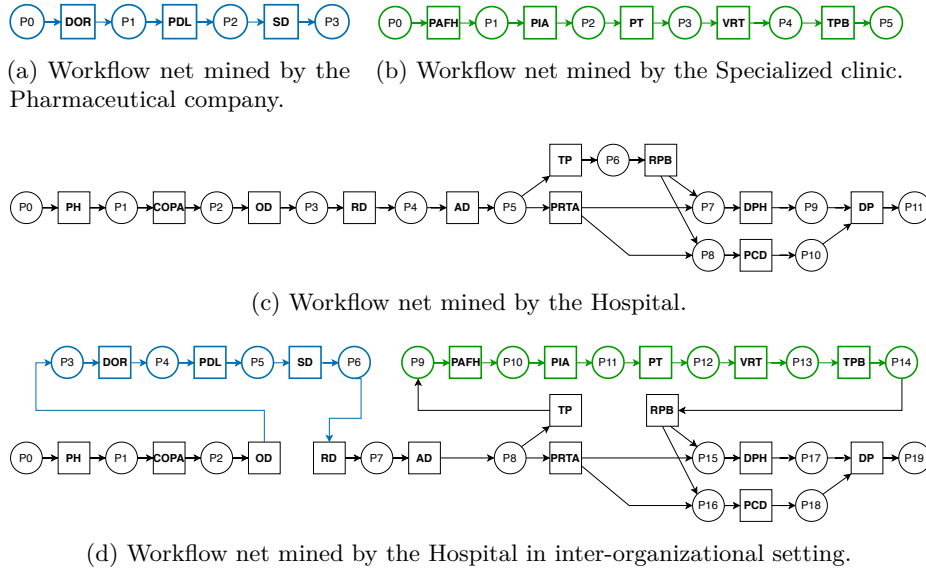 P0 DOR P1 PDL P2 SD P3
P0 PAFH P1 PIA P2 PT P3 VRT P4 TPB P5
(a) Workflow net mined by the
Pharmaceutical company.
(b) Workflow net mined by the Specialized clinic.
TP P6 RPB
P0 PH P1 COPA P2 OD P3 RD P4 AD P5 PRTA P7 DPH P9 DP P11
P8 PCD P10
(c) Workflow net mined by the Hospital.
P3 DOR P4 PDL P5 SD P6
P9 PAFH P10 PIA P11 PT P12 VRT P13 TPB P14
TP RPB
P0 PH P1 COPA P2 OD RD P7 AD P8 PRTA P15 DPH P17 DP P19
P16 PCD P18
(d) Workflow net mined by the Hospital in inter-organizational setting.